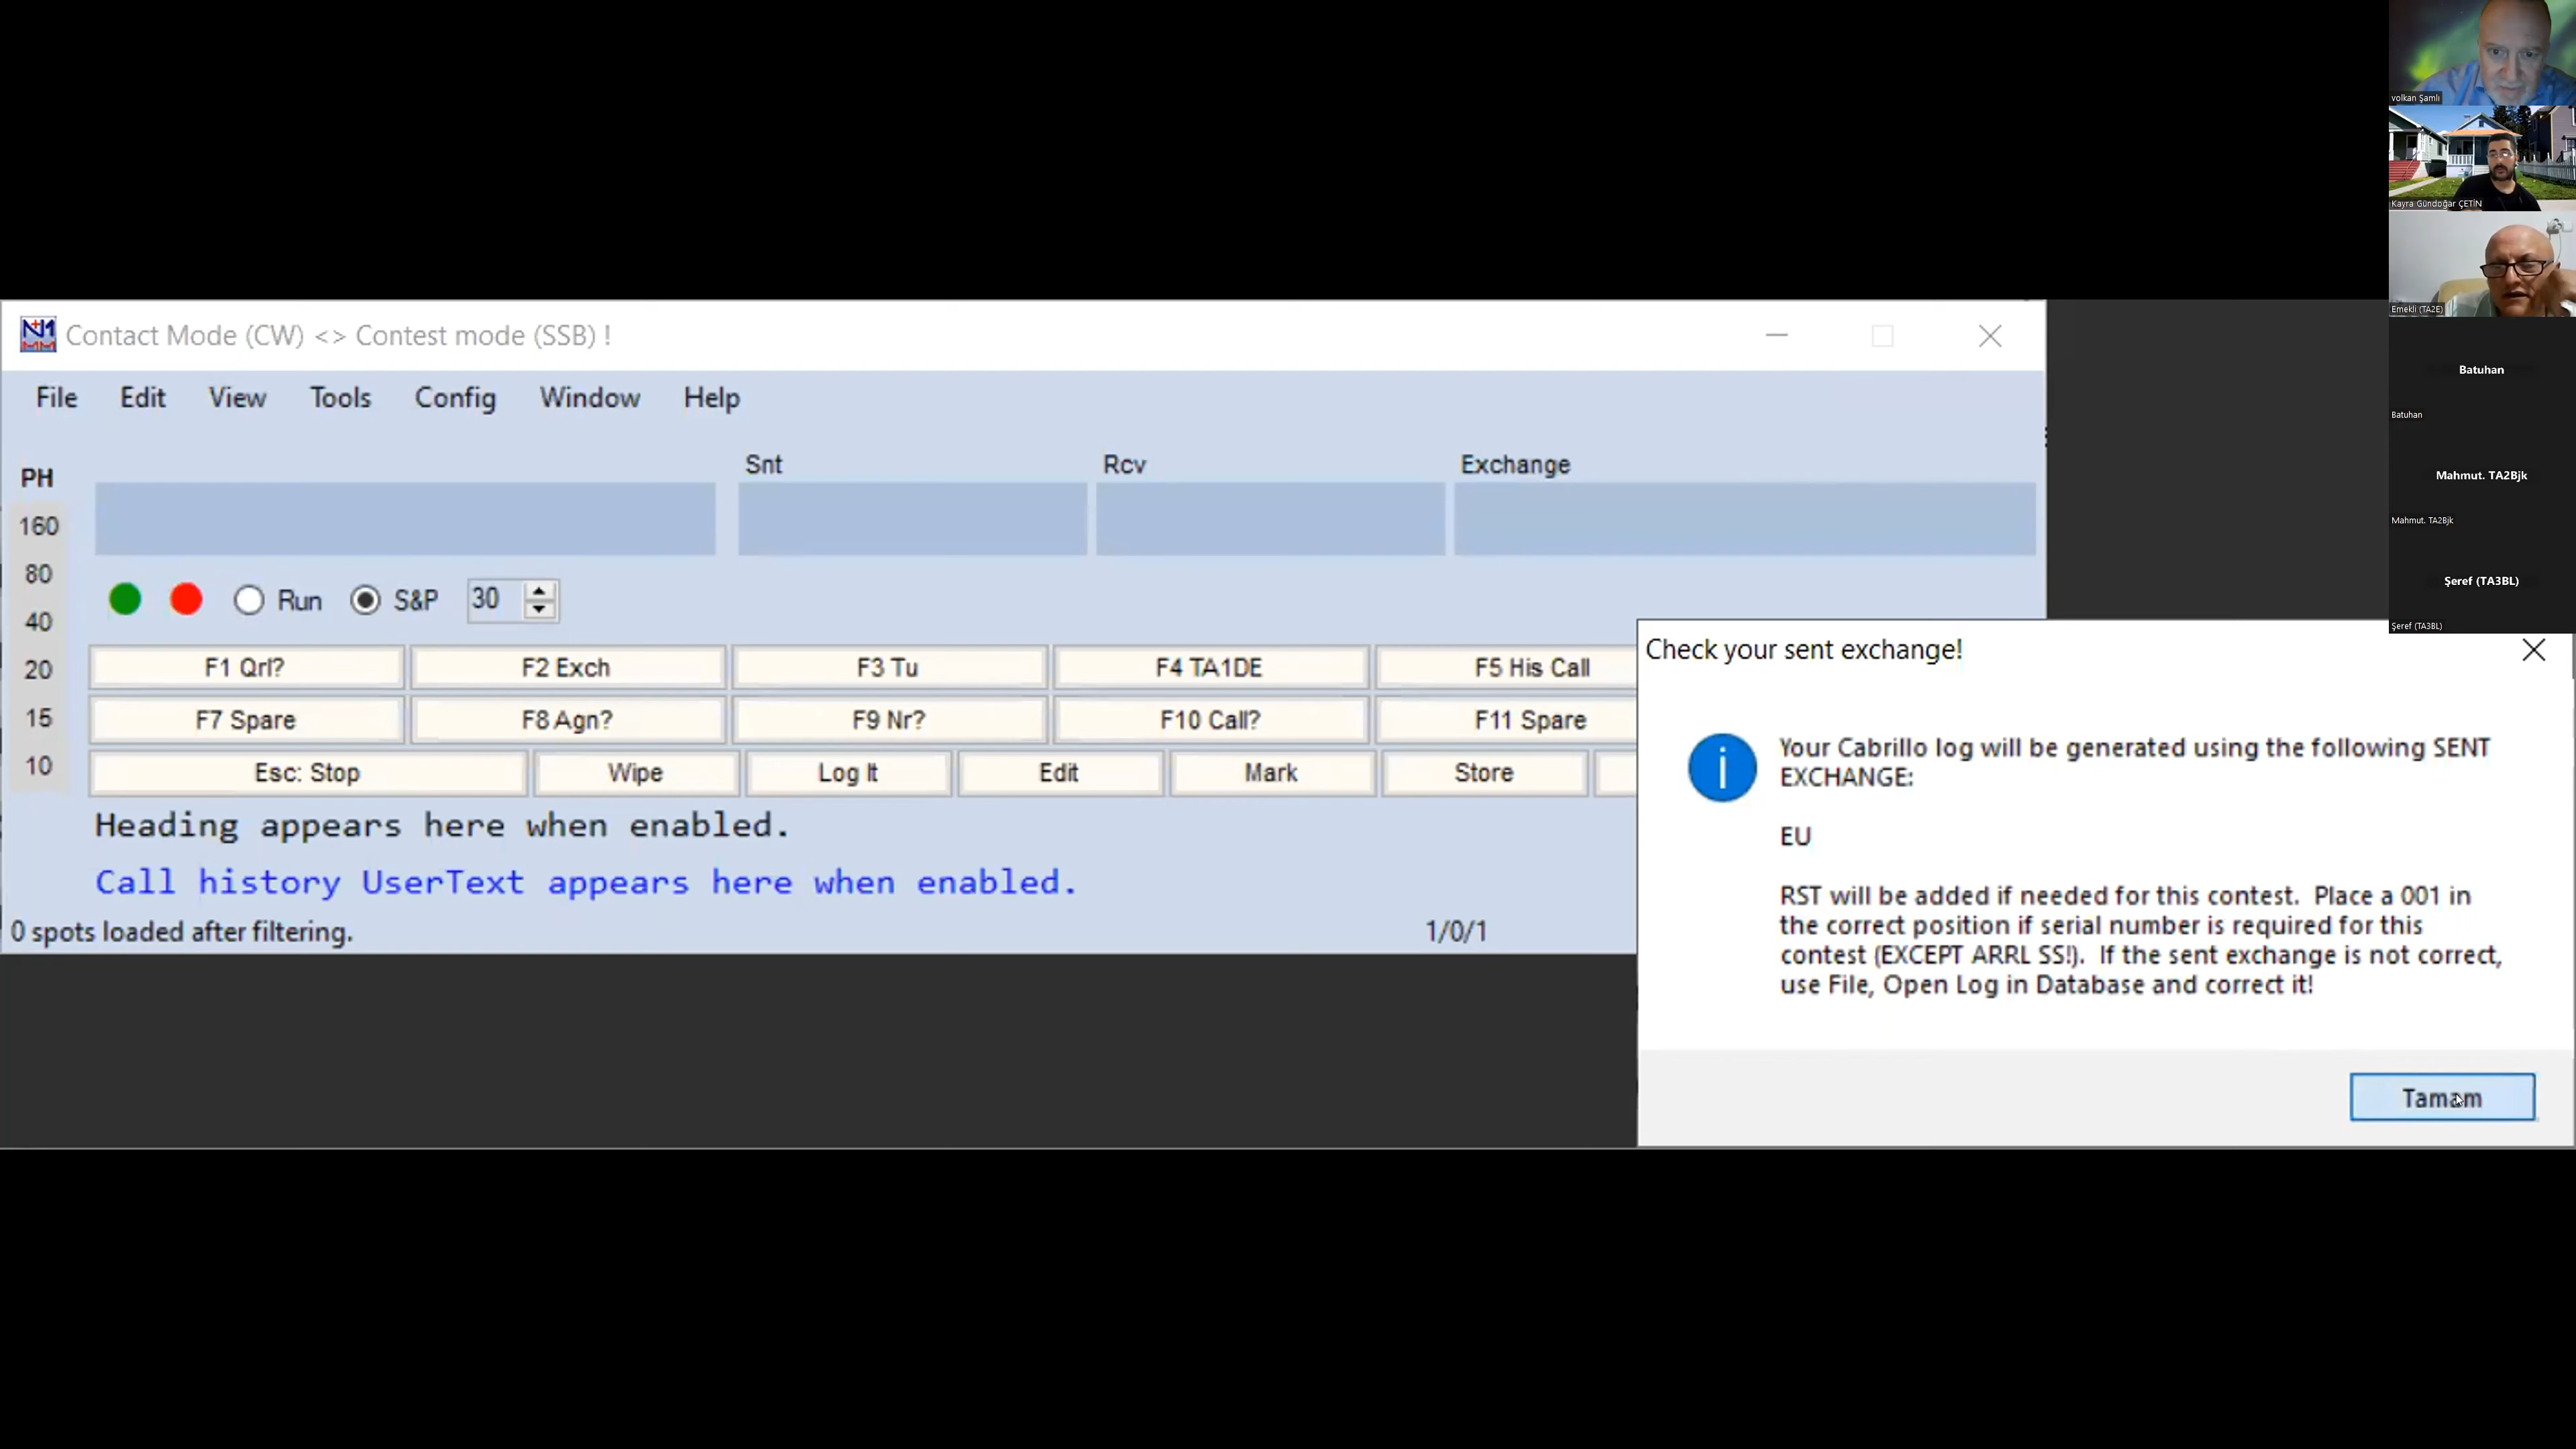 Contact Mode (CW) <> Contest mode (SSB) !
File Edit View Tools Config Window Help
PH
Snt Rcv Exchange
160
80
40
20
15
10
Run S&P 30
F1 Qrl? F2 Exch F3 Tu F4 TA1DE F5 His Call
F7 Spare F8 Agn? F9 Nr? F10 Call? F11 Spare
Esc: Stop Wipe Log It Edit Mark Store
Heading appears here when enabled.
Call history UserText appears here when enabled.
0 spots loaded after filtering. 1/0/1
Check your sent exchange!
Your Cabrillo log will be generated using the following SENT
EXCHANGE:
EU
RST will be added if needed for this contest. Place a 001 in
the correct position if serial number is required for this
contest (EXCEPT ARRL SS!). If the sent exchange is not correct,
use File, Open Log in Database and correct it!
Tamam
volkan Şamlı
Kayra Gündoğar ÇETİN
Emekli (TA2E)
Batuhan
Batuhan
Mahmut. TA2Bjk
Mahmut. TA2Bjk
Şeref (TA3BL)
Şeref (TA3BL)